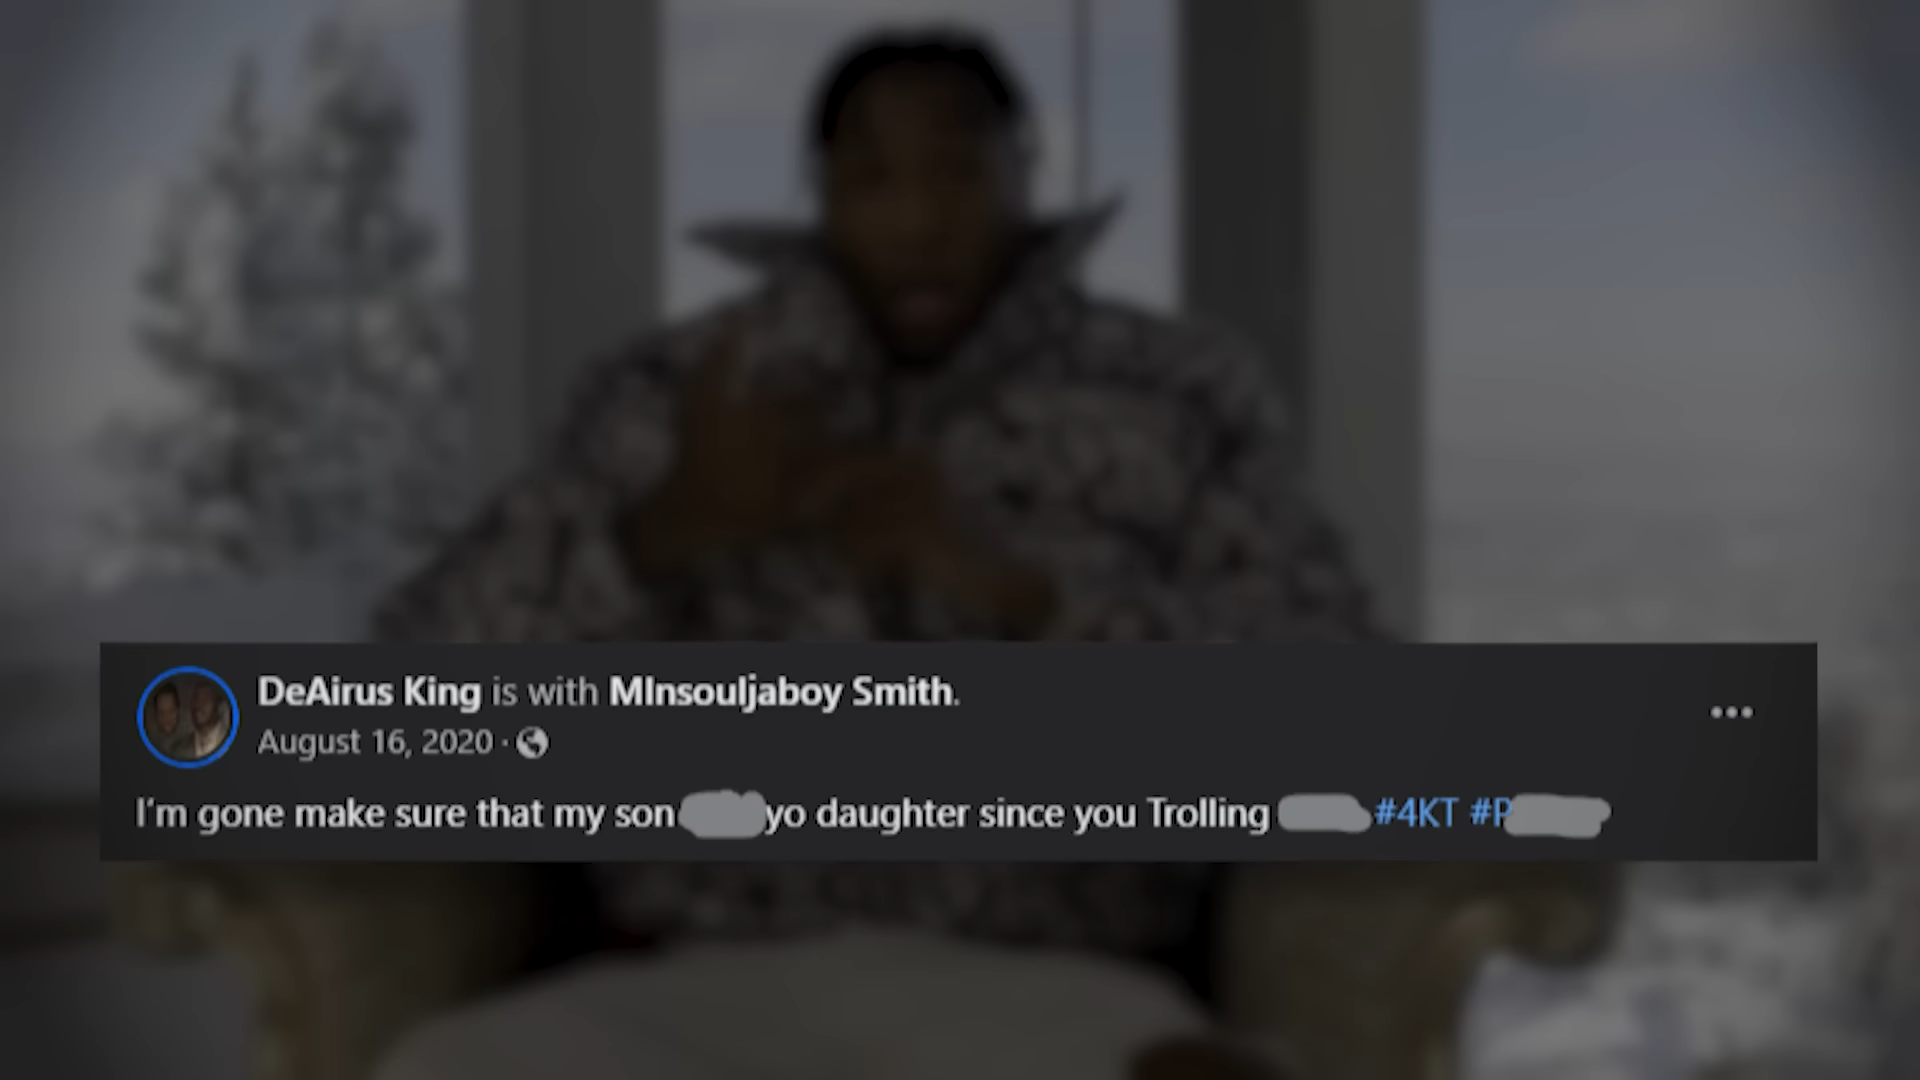 DeAirus King is with MInsouljaboy Smith.
August 16, 2020 ·
I'm gone make sure that my son yo daughter since you Trolling #4KT #P